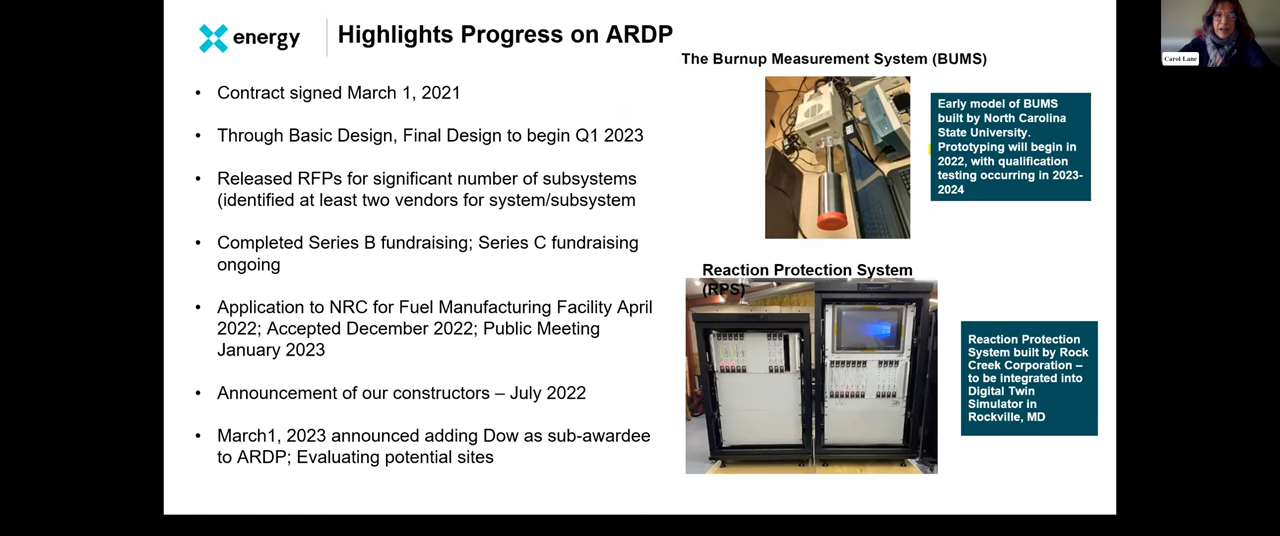 energy
Highlights Progress on ARDP
• Contract signed March 1, 2021
• Through Basic Design, Final Design to begin Q1 2023
• Released RFPs for significant number of subsystems
(identified at least two vendors for system/subsystem
• Completed Series B fundraising; Series C fundraising
ongoing
• Application to NRC for Fuel Manufacturing Facility April
2022; Accepted December 2022; Public Meeting
January 2023
• Announcement of our constructors – July 2022
• March1, 2023 announced adding Dow as sub-awardee
to ARDP; Evaluating potential sites
The Burnup Measurement System (BUMS)
Early model of BUMS
built by North Carolina
State University.
Prototyping will begin in
2022, with qualification
testing occurring in 2023-
2024
Reaction Protection System
(RPS)
Reaction Protection
System built by Rock
Creek Corporation –
to be integrated into
Digital Twin
Simulator in
Rockville, MD
Carol Lane